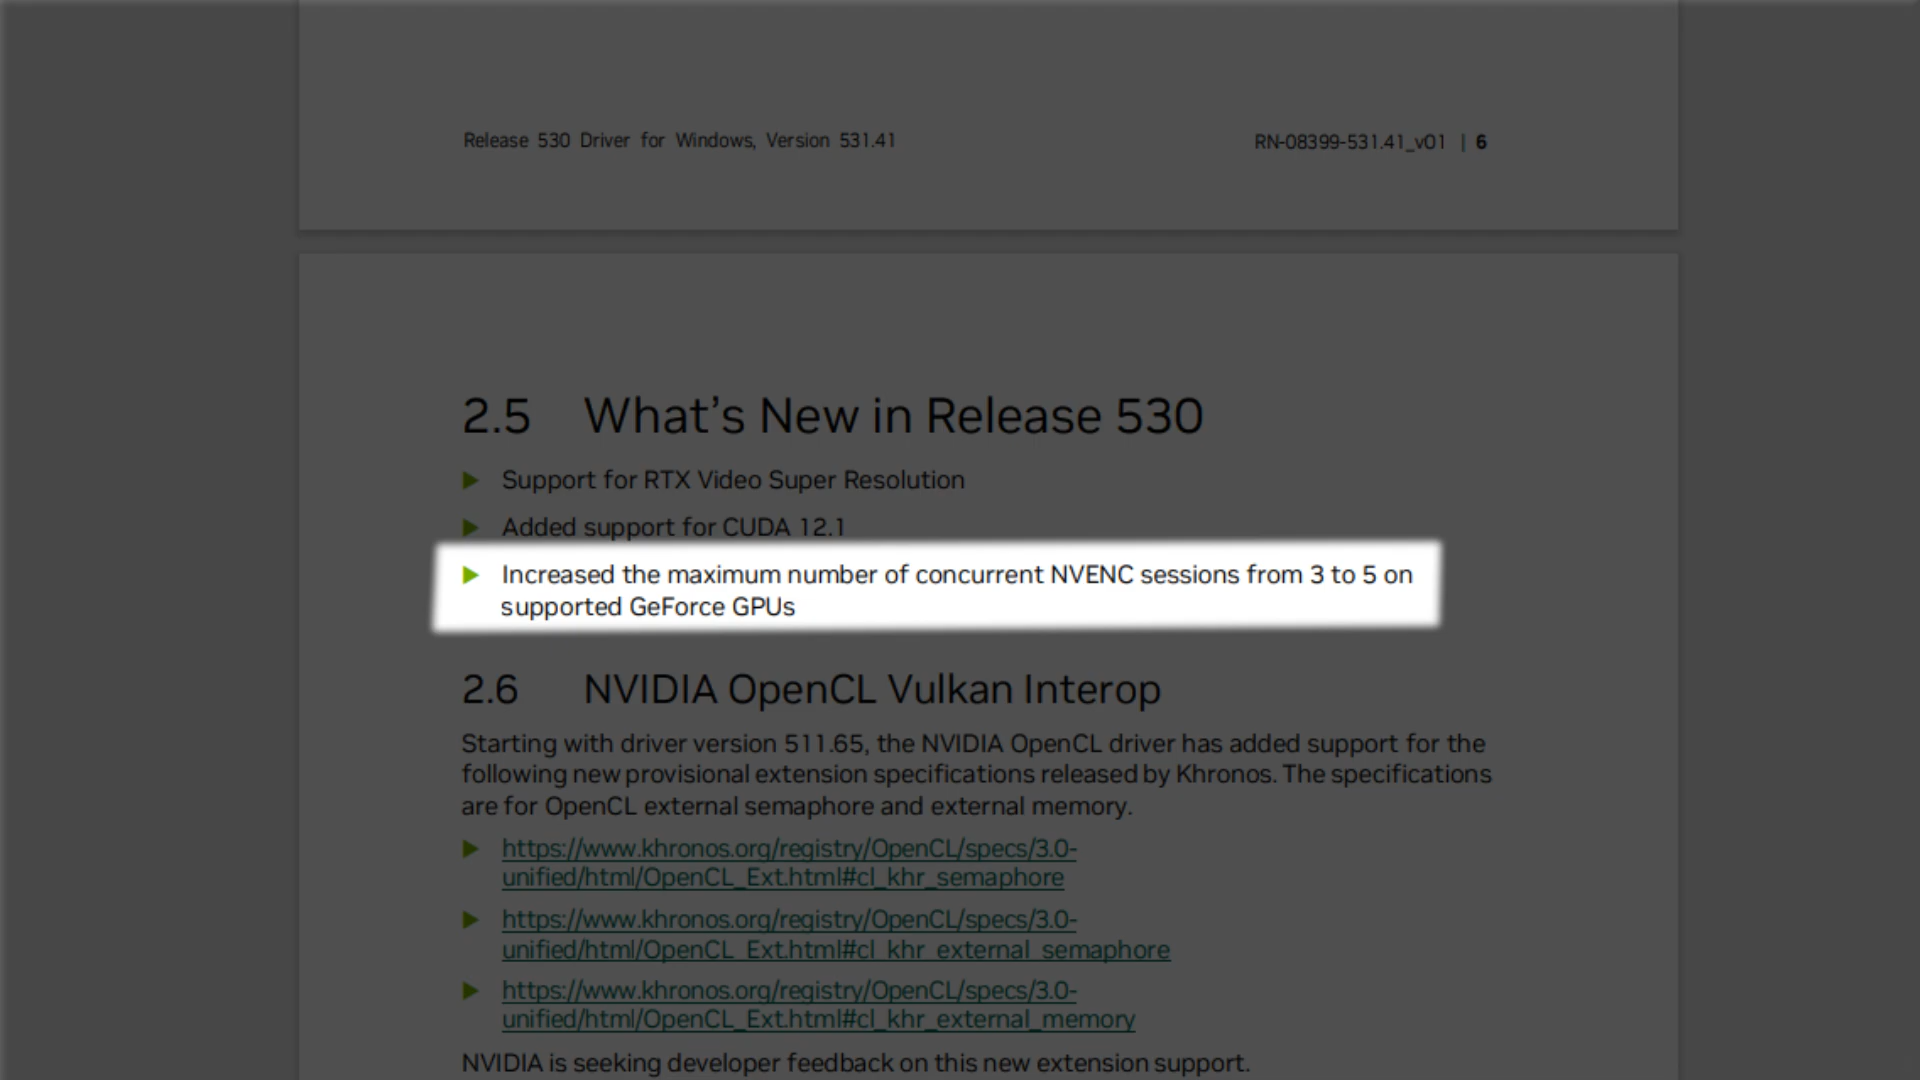 Release 530 Driver for Windows, Version 531.41
RN-08399-531.41_v01 | 6
2.5 What’s New in Release 530
Support for RTX Video Super Resolution
Added support for CUDA 12.1
Increased the maximum number of concurrent NVENC sessions from 3 to 5 on
supported GeForce GPUs
2.6 NVIDIA OpenCL Vulkan Interop
Starting with driver version 511.65, the NVIDIA OpenCL driver has added support for the
following new provisional extension specifications released by Khronos. The specifications
are for OpenCL external semaphore and external memory.
https://www.khronos.org/registry/OpenCL/specs/3.0-
unified/html/OpenCL_Ext.html#cl_khr_semaphore
https://www.khronos.org/registry/OpenCL/specs/3.0-
unified/html/OpenCL_Ext.html#cl_khr_external_semaphore
https://www.khronos.org/registry/OpenCL/specs/3.0-
unified/html/OpenCL_Ext.html#cl_khr_external_memory
NVIDIA is seeking developer feedback on this new extension support.